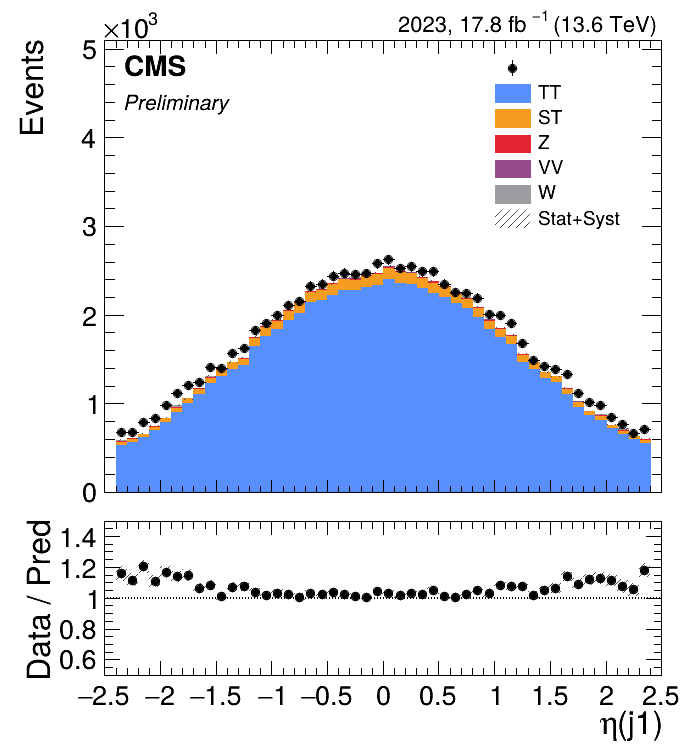 ×10³
2023, 17.8 fb⁻¹ (13.6 TeV)
Events
CMS
Preliminary
TT
ST
Z
VV
W
Stat+Syst
5
4
3
2
1
0
Data / Pred
1.4
1.2
1
0.8
0.6
−2.5 −2 −1.5 −1 −0.5 0 0.5 1 1.5 2 2.5
η(j1)